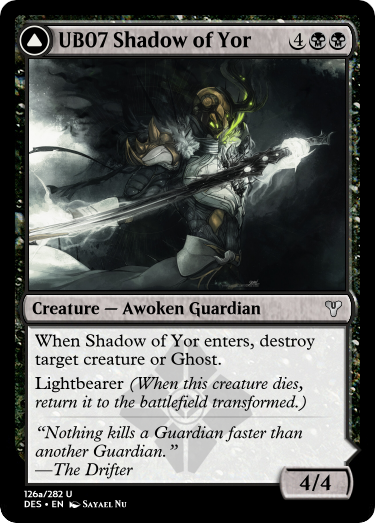 UB07 Shadow of Yor 4
Creature — Awoken Guardian
When Shadow of Yor enters, destroy
target creature or Ghost.
Lightbearer (When this creature dies,
return it to the battlefield transformed.)
“Nothing kills a Guardian faster than
another Guardian.”
—The Drifter
4/4
126a/282 U
DES • EN Sayael Nu